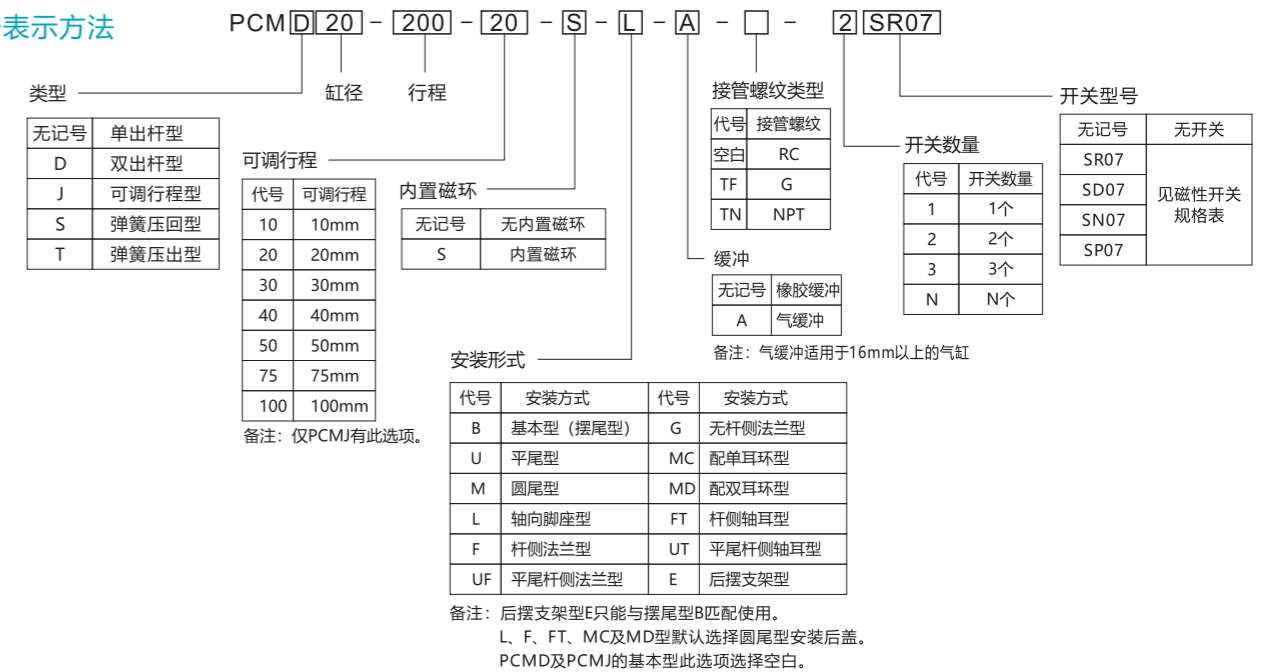 表示方法
PCM D 20 - 200 - 20 - S - L - A - □ - 2 SR07
类型
缸径
行程
无记号 单出杆型
D 双出杆型
J 可调行程型
S 弹簧压回型
T 弹簧压出型
可调行程
代号 可调行程
10 10mm
20 20mm
30 30mm
40 40mm
50 50mm
75 75mm
100 100mm
备注：仅PCMJ有此选项。
内置磁环
无记号 无内置磁环
S 内置磁环
安装形式
代号 安装方式 代号 安装方式
B 基本型（摆尾型） G 无杆侧法兰型
U 平尾型 MC 配单耳环型
M 圆尾型 MD 配双耳环型
L 轴向脚座型 FT 杆侧轴耳型
F 杆侧法兰型 UT 平尾杆侧轴耳型
UF 平尾杆侧法兰型 E 后摆支架型
备注：后摆支架型E只能与摆尾型B匹配使用。
L、F、FT、MC及MD型默认选择圆尾型安装后盖。
PCMD及PCMJ的基本型此选项选择空白。
缓冲
无记号 橡胶缓冲
A 气缓冲
备注：气缓冲适用于16mm以上的气缸
接管螺纹类型
代号 接管螺纹
空白 RC
TF G
TN NPT
开关数量
代号 开关数量
1 1个
2 2个
3 3个
N N个
开关型号
无记号 无开关
SR07
SD07
SN07
SP07
见磁性开关
规格表